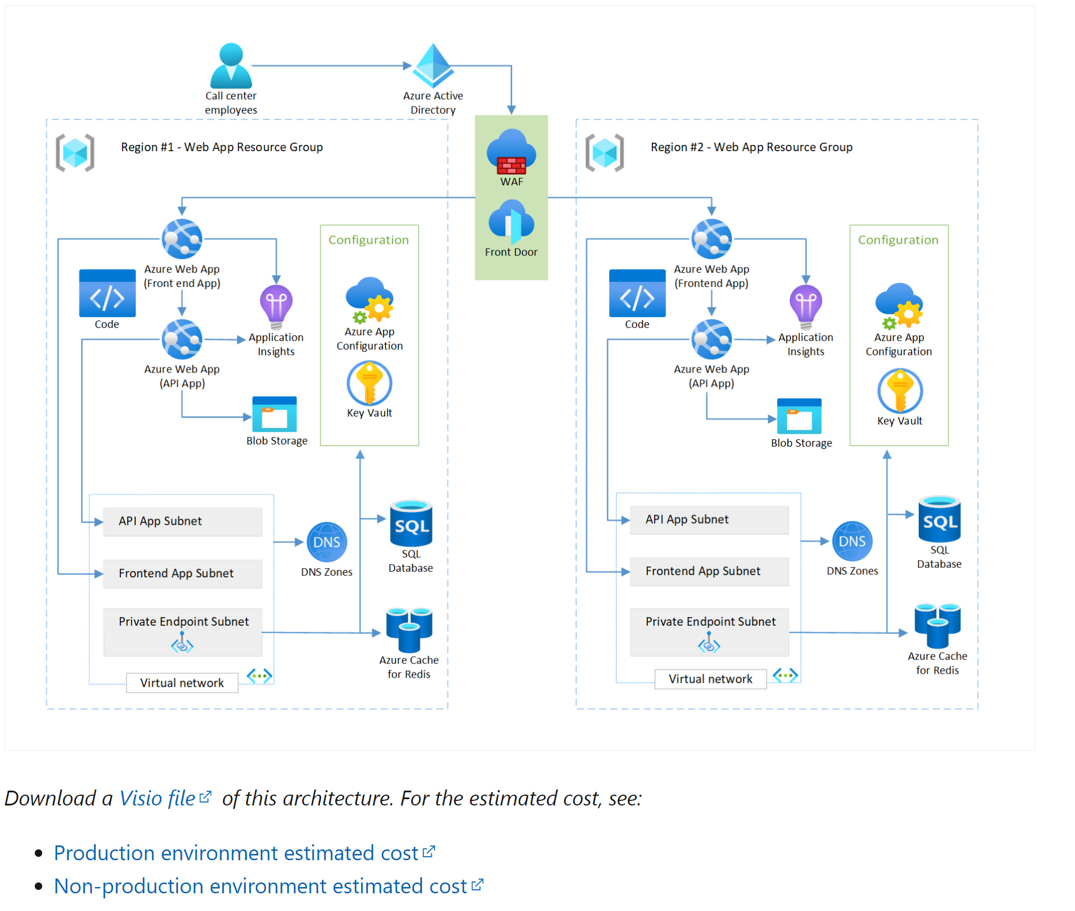 Call center
employees
Azure Active
Directory
Region #1 - Web App Resource Group
WAF
Front Door
Region #2 - Web App Resource Group
Azure Web App
(Front end App)
Code
Application
Insights
Azure Web App
(API App)
Blob Storage
Configuration
Azure App
Configuration
Key Vault
API App Subnet
Frontend App Subnet
Private Endpoint Subnet
Virtual network
DNS
DNS Zones
SQL
SQL
Database
Azure Cache
for Redis
Azure Web App
(Frontend App)
Code
Application
Insights
Azure Web App
(API App)
Blob Storage
Configuration
Azure App
Configuration
Key Vault
API App Subnet
Frontend App Subnet
Private Endpoint Subnet
Virtual network
DNS
DNS Zones
SQL
SQL
Database
Azure Cache
for Redis
Download a Visio file of this architecture. For the estimated cost, see:
• Production environment estimated cost
• Non-production environment estimated cost